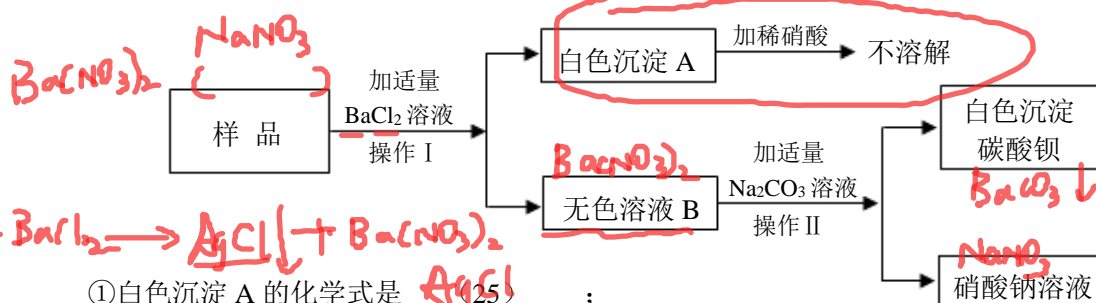 NaNO₃
Ba(NO₃)₂
加适量
BaCl₂ 溶液
操作Ⅰ
样 品
白色沉淀 A
加稀硝酸
不溶解
白色沉淀
碳酸钡
BaCO₃↓
Ba(NO₃)₂
无色溶液 B
加适量
Na₂CO₃ 溶液
操作Ⅱ
NaNO₃
硝酸钠溶液
BaCl₂ → AgCl↓ + Ba(NO₃)₂
①白色沉淀 A 的化学式是 (25) ;
AgCl